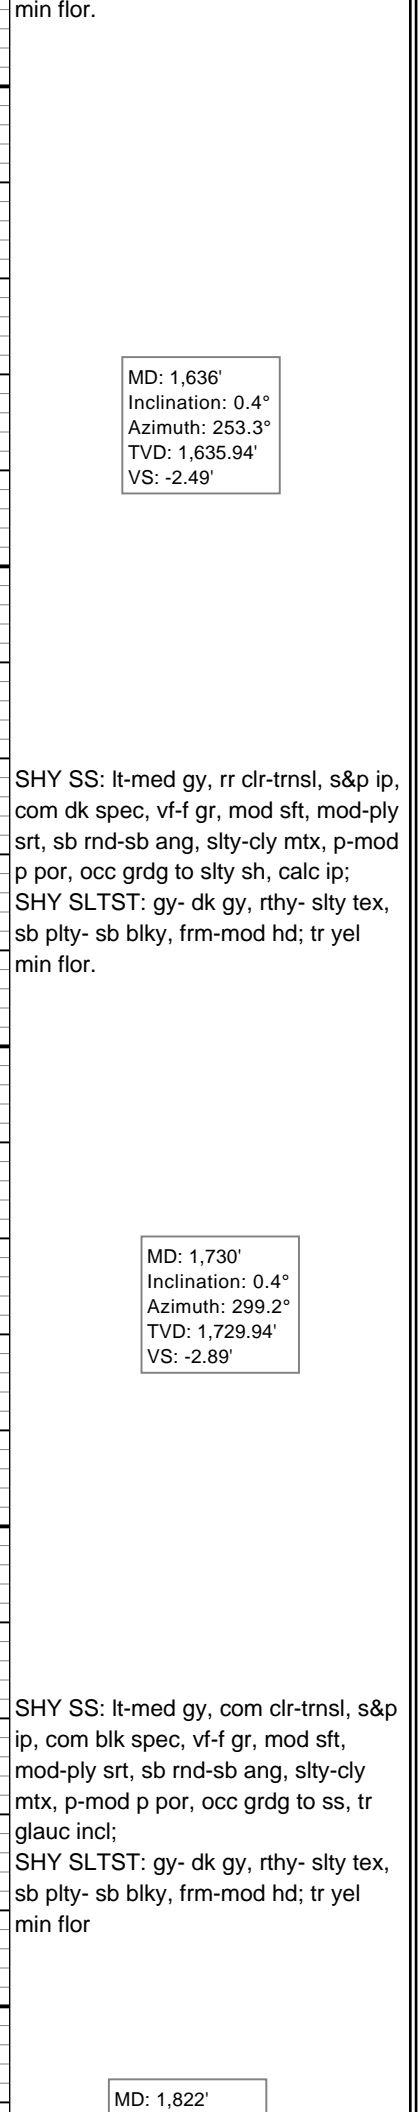 min flor.
MD: 1,636'
Inclination: 0.4°
Azimuth: 253.3°
TVD: 1,635.94'
VS: -2.49'
SHY SS: lt-med gy, rr clr-trnsl, s&p ip,
com dk spec, vf-f gr, mod sft, mod-ply
srt, sb rnd-sb ang, slty-cly mtx, p-mod
p por, occ grdg to slty sh, calc ip;
SHY SLTST: gy- dk gy, rthy- slty tex,
sb plty- sb blky, frm-mod hd; tr yel
min flor.
MD: 1,730'
Inclination: 0.4°
Azimuth: 299.2°
TVD: 1,729.94'
VS: -2.89'
SHY SS: lt-med gy, com clr-trnsl, s&p
ip, com blk spec, vf-f gr, mod sft,
mod-ply srt, sb rnd-sb ang, slty-cly
mtx, p-mod p por, occ grdg to ss, tr
glauc incl;
SHY SLTST: gy- dk gy, rthy- slty tex,
sb plty- sb blky, frm-mod hd; tr yel
min flor
MD: 1,822'